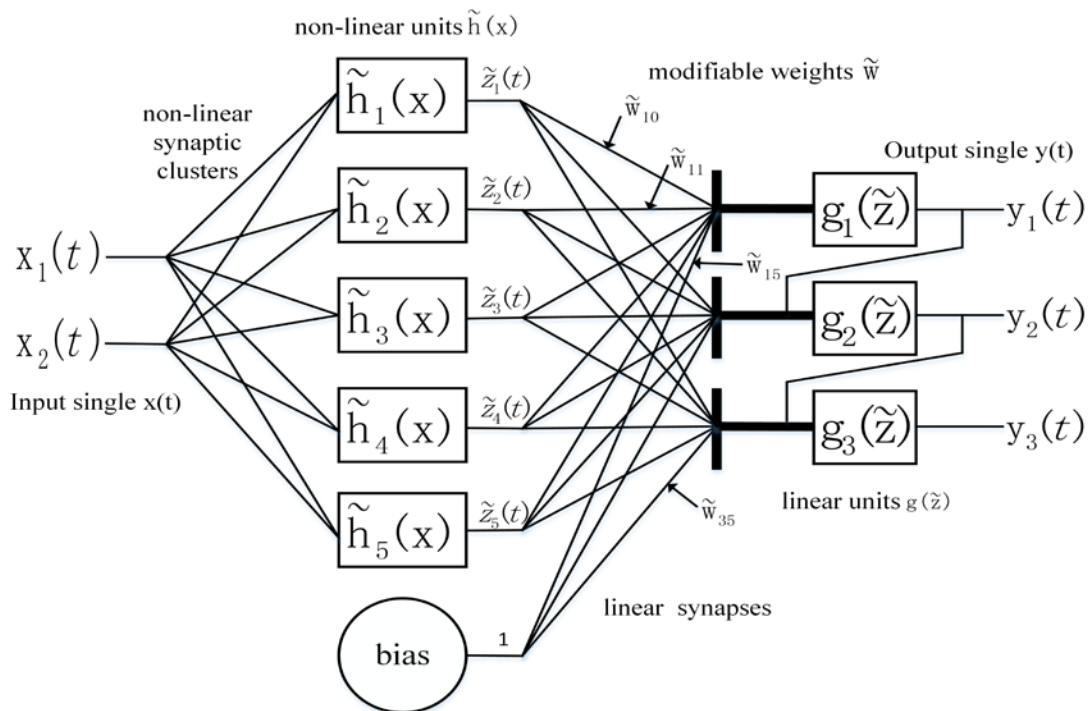 non-linear units h̃(x)
modifiable weights w̃
non-linear
synaptic
clusters
h̃₁(x)
z̃₁(t)
w̃₁₀
w̃₁₁
Output single y(t)
h̃₂(x)
z̃₂(t)
g₁(z̃)
y₁(t)
x₁(t)
w̃₁₅
h̃₃(x)
z̃₃(t)
g₂(z̃)
y₂(t)
x₂(t)
Input single x(t)
h̃₄(x)
z̃₄(t)
g₃(z̃)
y₃(t)
linear units g(z̃)
h̃₅(x)
z̃₅(t)
w̃₃₅
linear synapses
bias
1